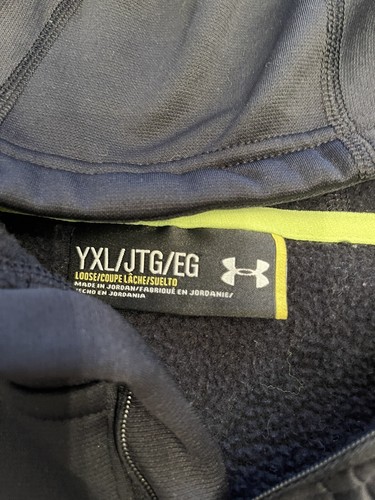 YXL/JTG/EG
LOOSE/COUPE LÂCHE/SUELTO
MADE IN JORDAN/FABRIQUÉ EN JORDANIE/
HECHO EN JORDANIA